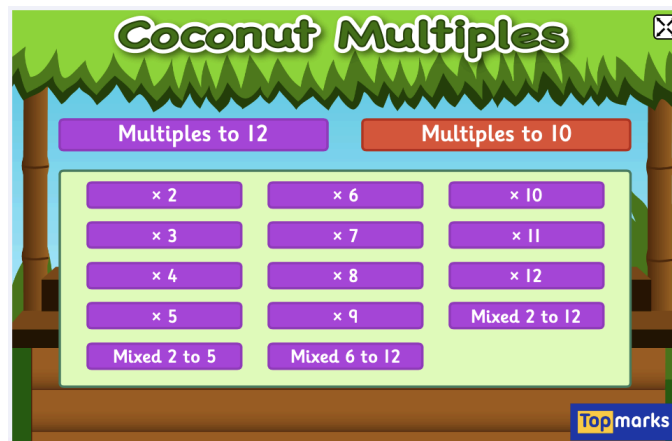 Coconut Multiples
Multiples to 12 Multiples to 10
× 2 × 6 × 10
× 3 × 7 × 11
× 4 × 8 × 12
× 5 × 9 Mixed 2 to 12
Mixed 2 to 5 Mixed 6 to 12
Topmarks